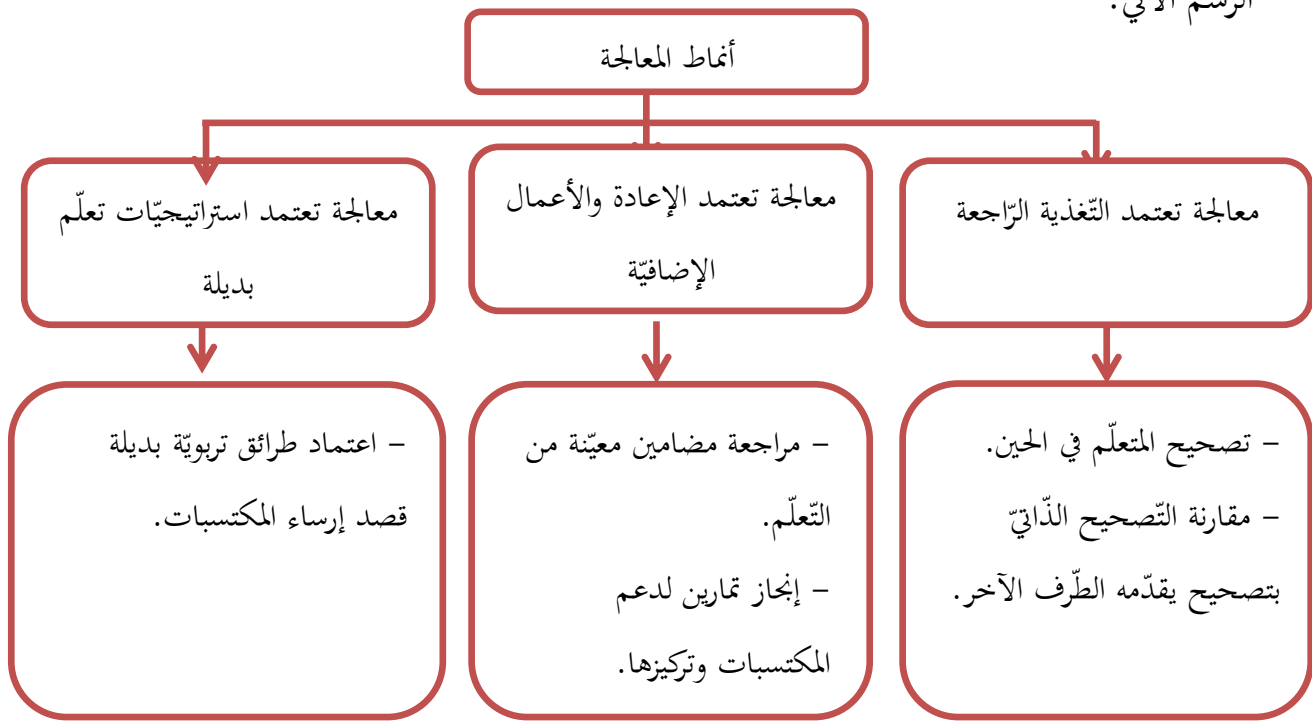 الرسم الآتي:
أنماط المعالجة
معالجة تعتمد التّغذية الرّاجعة
معالجة تعتمد الإعادة والأعمال
الإضافيّة
معالجة تعتمد استراتيجيّات تعلّم
بديلة
– تصحيح المتعلّم في الحين.
– مقارنة التّصحيح الذّاتيّ
بتصحيح يقدّمه الطّرف الآخر.
– مراجعة مضامين معيّنة من
التّعلّم.
– إنجاز تمارين لدعم
المكتسبات وتركيزها.
– اعتماد طرائق تربويّة بديلة
قصد إرساء المكتسبات.